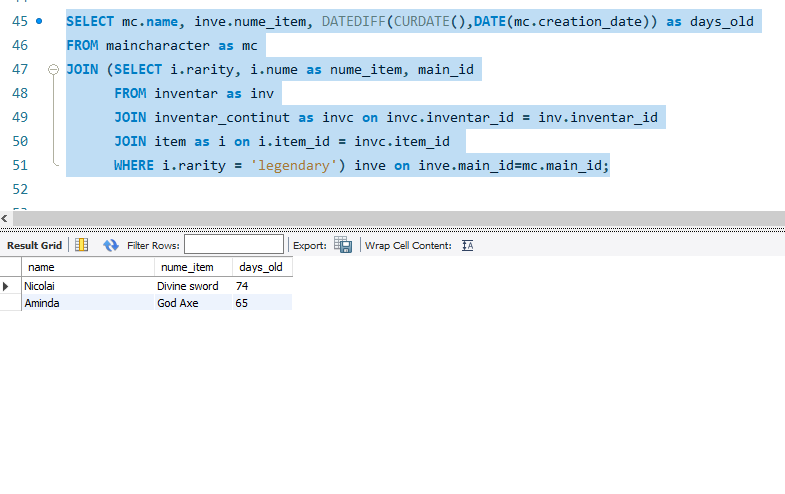 45 SELECT mc.name, inve.nume_item, DATEDIFF(CURDATE(),DATE(mc.creation_date)) as days_old
46 FROM maincharacter as mc
47 JOIN (SELECT i.rarity, i.nume as nume_item, main_id
48 FROM inventar as inv
49 JOIN inventar_continut as invc on invc.inventar_id = inv.inventar_id
50 JOIN item as i on i.item_id = invc.item_id
51 WHERE i.rarity = 'legendary') inve on inve.main_id=mc.main_id;
52
Result Grid Filter Rows: Export: Wrap Cell Content:
name nume_item days_old
Nicolai Divine sword 74
Aminda God Axe 65